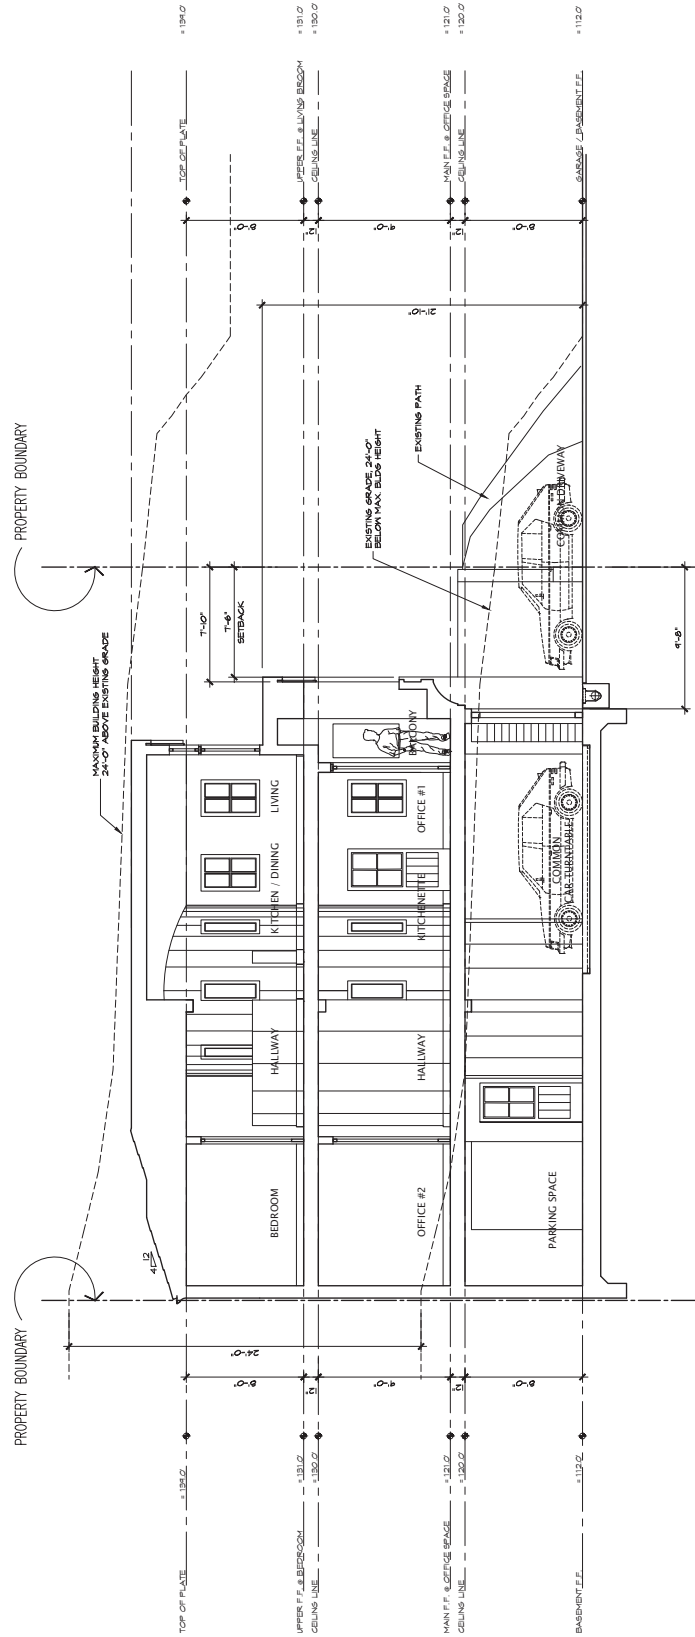 PROPERTY BOUNDARY
PROPERTY BOUNDARY
MAXIMUM BUILDING HEIGHT
24'-0" ABOVE EXISTING GRADE
24'-0"
4
12
7'-10"
7'-6"
SETBACK
21'-10"
EXISTING GRADE, 24'-0"
BELOW MAX. BLDG HEIGHT
EXISTING PATH
9'-8"
TOP OF PLATE
= 139.0'
8'-0"
UPPER F.F. @ BEDROOM
= 131.0'
12"
CEILING LINE
= 130.0'
9'-0"
MAIN F.F. @ OFFICE SPACE
= 121.0'
12"
CEILING LINE
= 120.0'
8'-0"
BASEMENT F.F.
= 112.0'
BEDROOM
HALLWAY
KITCHEN / DINING
LIVING
OFFICE #2
HALLWAY
KITCHENETTE
OFFICE #1
BALCONY
PARKING SPACE
COMMON
CAR TURNTABLE
COMMON DRIVEWAY
8'-0"
TOP OF PLATE
= 139.0'
12"
UPPER F.F. @ LIVING BROOM
= 131.0'
CEILING LINE
= 130.0'
9'-0"
MAIN F.F. @ OFFICE SPACE
= 121.0'
12"
CEILING LINE
= 120.0'
8'-0"
GARAGE / BASEMENT F.F.
= 112.0'